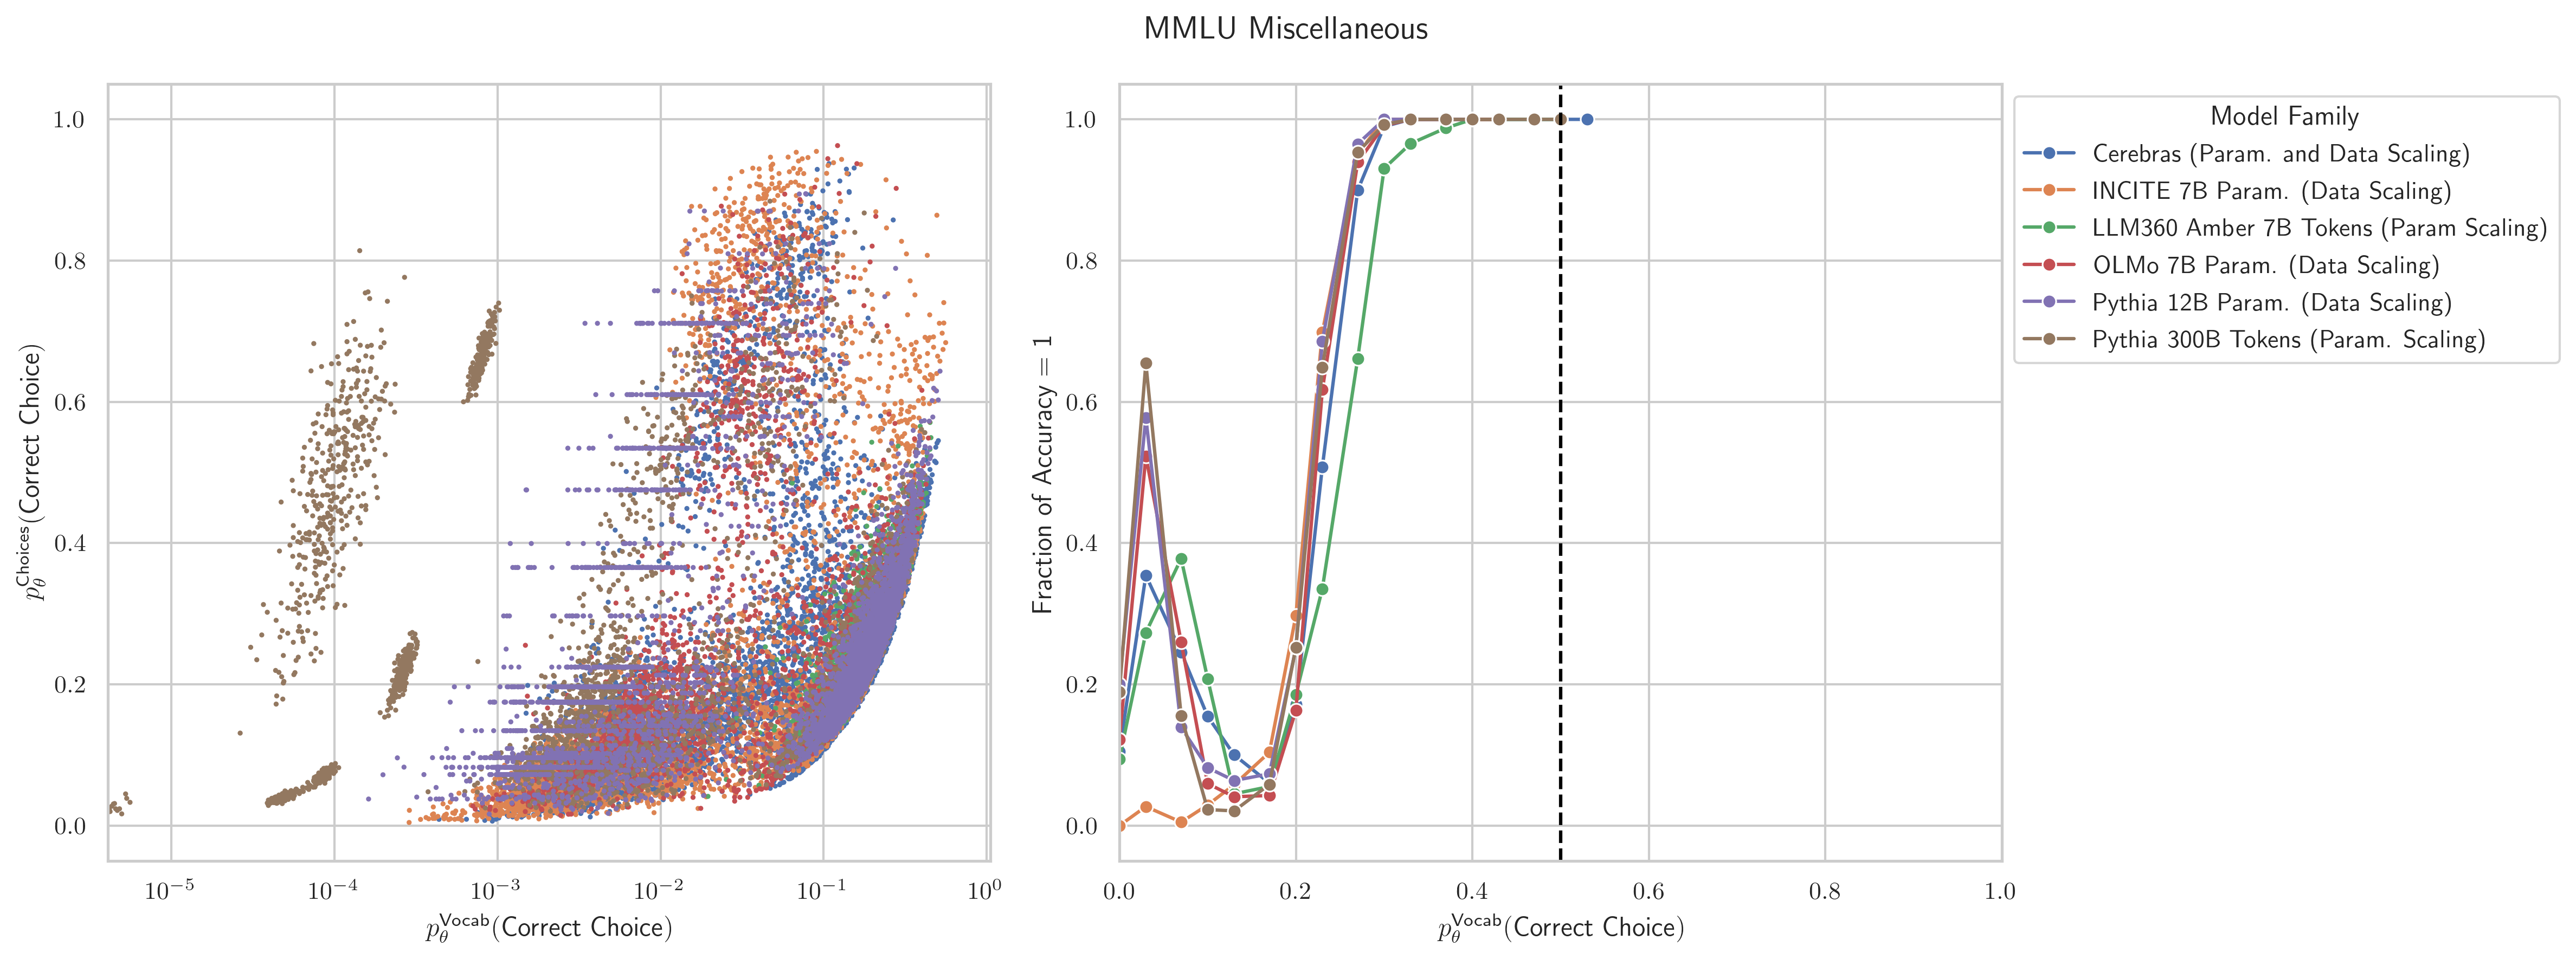 MMLU Miscellaneous
1.0
0.8
0.6
0.4
0.2
0.0
p_θ^Choices(Correct Choice)
10^-5 10^-4 10^-3 10^-2 10^-1 10^0
p_θ^Vocab(Correct Choice)
1.0
0.8
0.6
0.4
0.2
0.0
Fraction of Accuracy = 1
0.0 0.2 0.4 0.6 0.8 1.0
p_θ^Vocab(Correct Choice)
Model Family
Cerebras (Param. and Data Scaling)
INCITE 7B Param. (Data Scaling)
LLM360 Amber 7B Tokens (Param Scaling)
OLMo 7B Param. (Data Scaling)
Pythia 12B Param. (Data Scaling)
Pythia 300B Tokens (Param. Scaling)